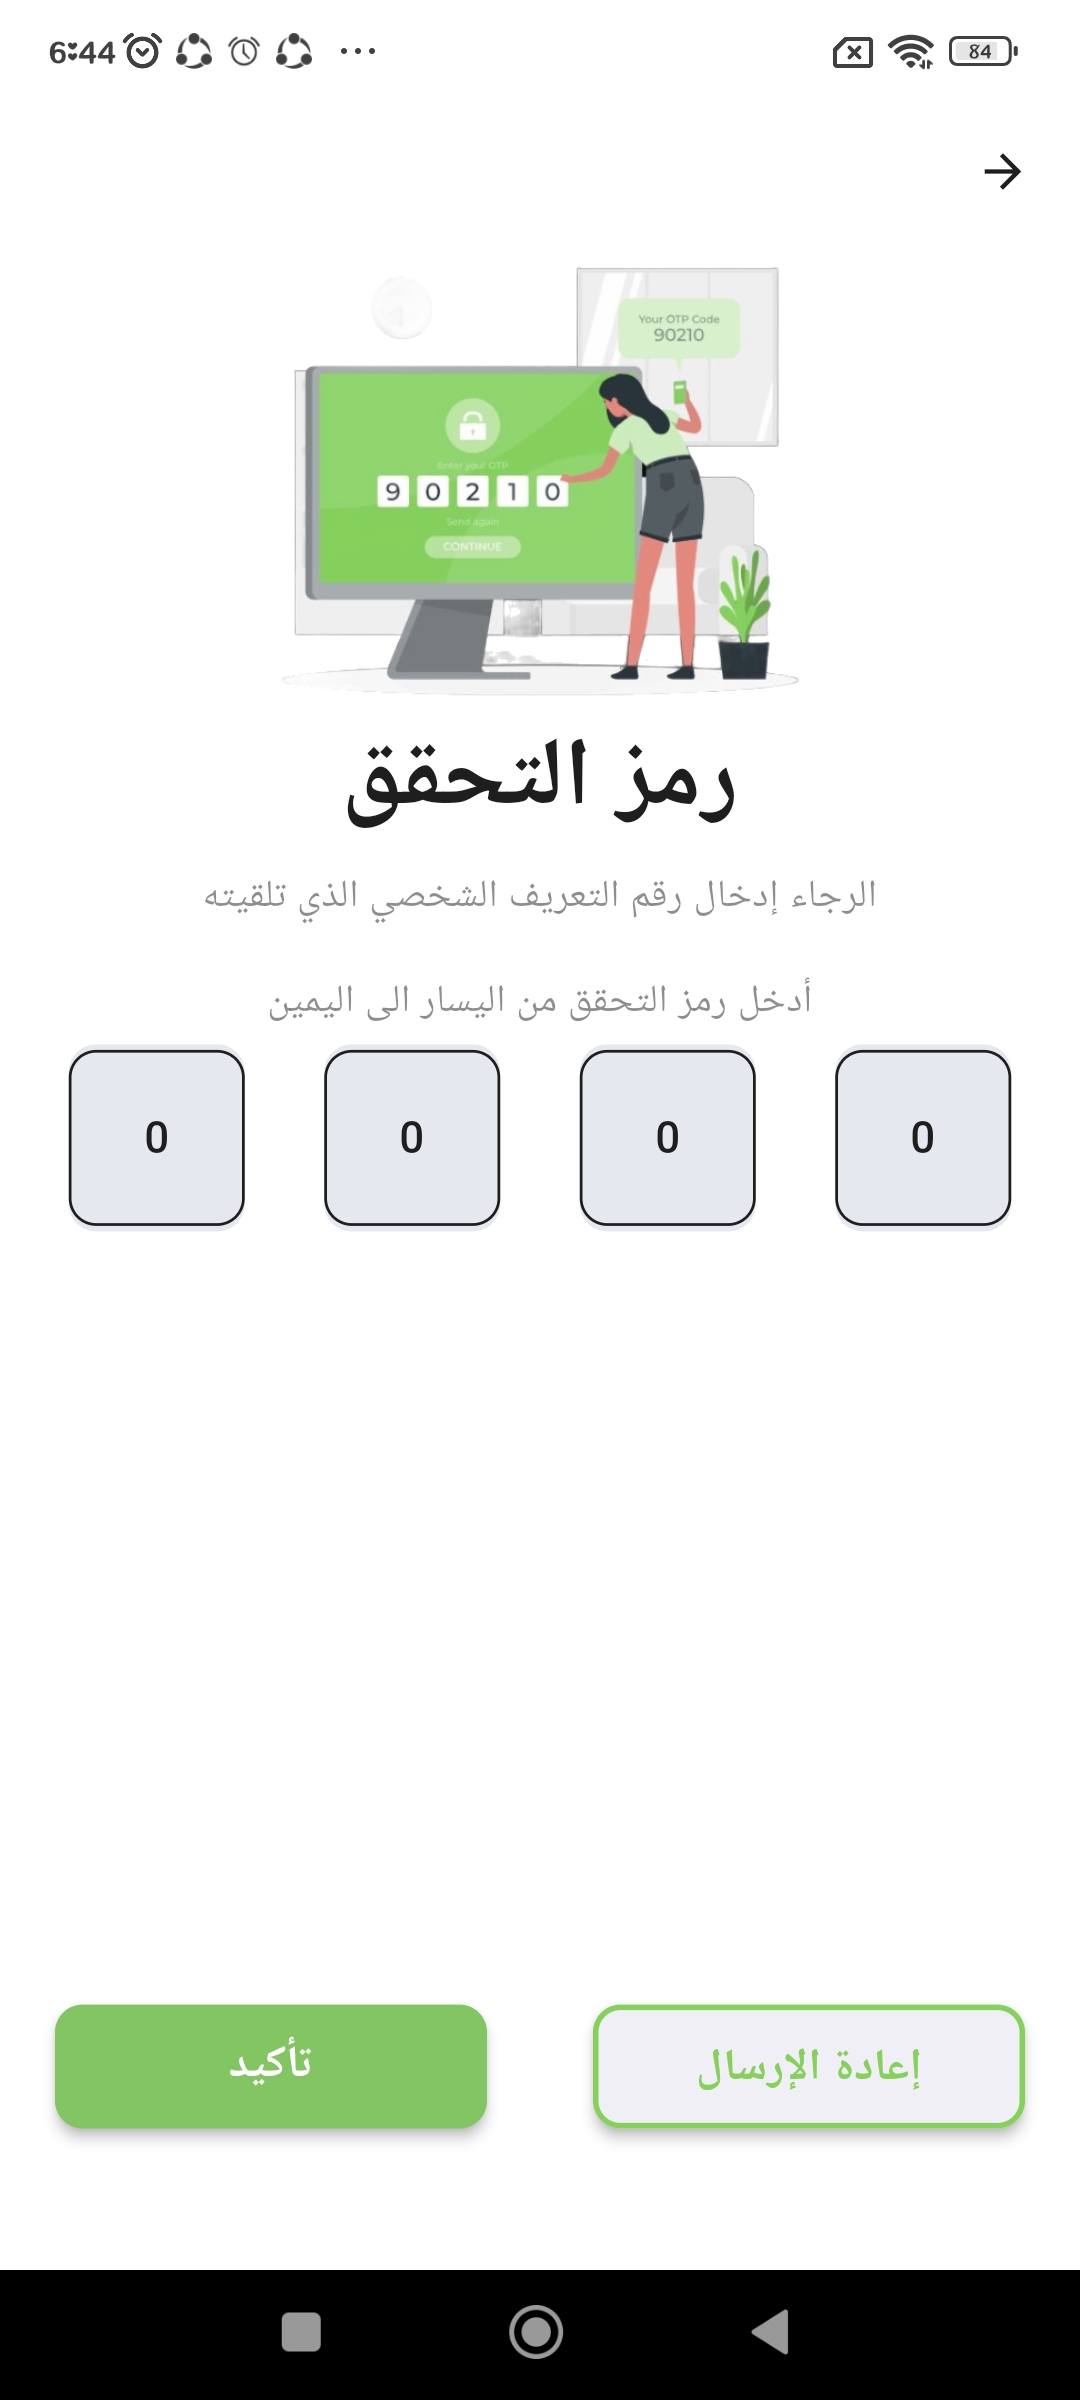 6:44
84
Your OTP Code
90210
Enter your OTP
9 0 2 1 0
Send again
CONTINUE
رمز التحقق
الرجاء إدخال رقم التعريف الشخصي الذي تلقيته
أدخل رمز التحقق من اليسار الى اليمين
0 0 0 0
إعادة الإرسال
تأكيد